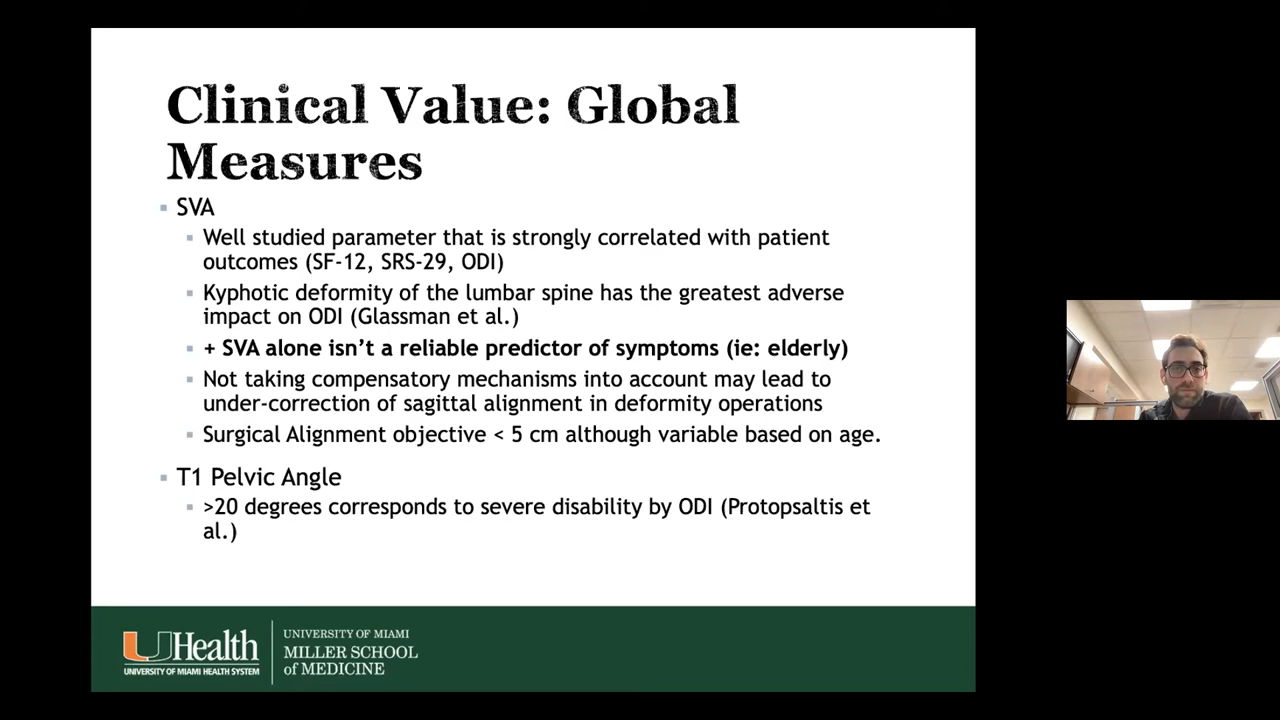 Clinical Value: Global
Measures
SVA
Well studied parameter that is strongly correlated with patient
outcomes (SF-12, SRS-29, ODI)
Kyphotic deformity of the lumbar spine has the greatest adverse
impact on ODI (Glassman et al.)
+ SVA alone isn't a reliable predictor of symptoms (ie: elderly)
Not taking compensatory mechanisms into account may lead to
under-correction of sagittal alignment in deformity operations
Surgical Alignment objective < 5 cm although variable based on age.
T1 Pelvic Angle
>20 degrees corresponds to severe disability by ODI (Protopsaltis et
al.)
UHealth
UNIVERSITY OF MIAMI HEALTH SYSTEM
UNIVERSITY OF MIAMI
MILLER SCHOOL
of MEDICINE